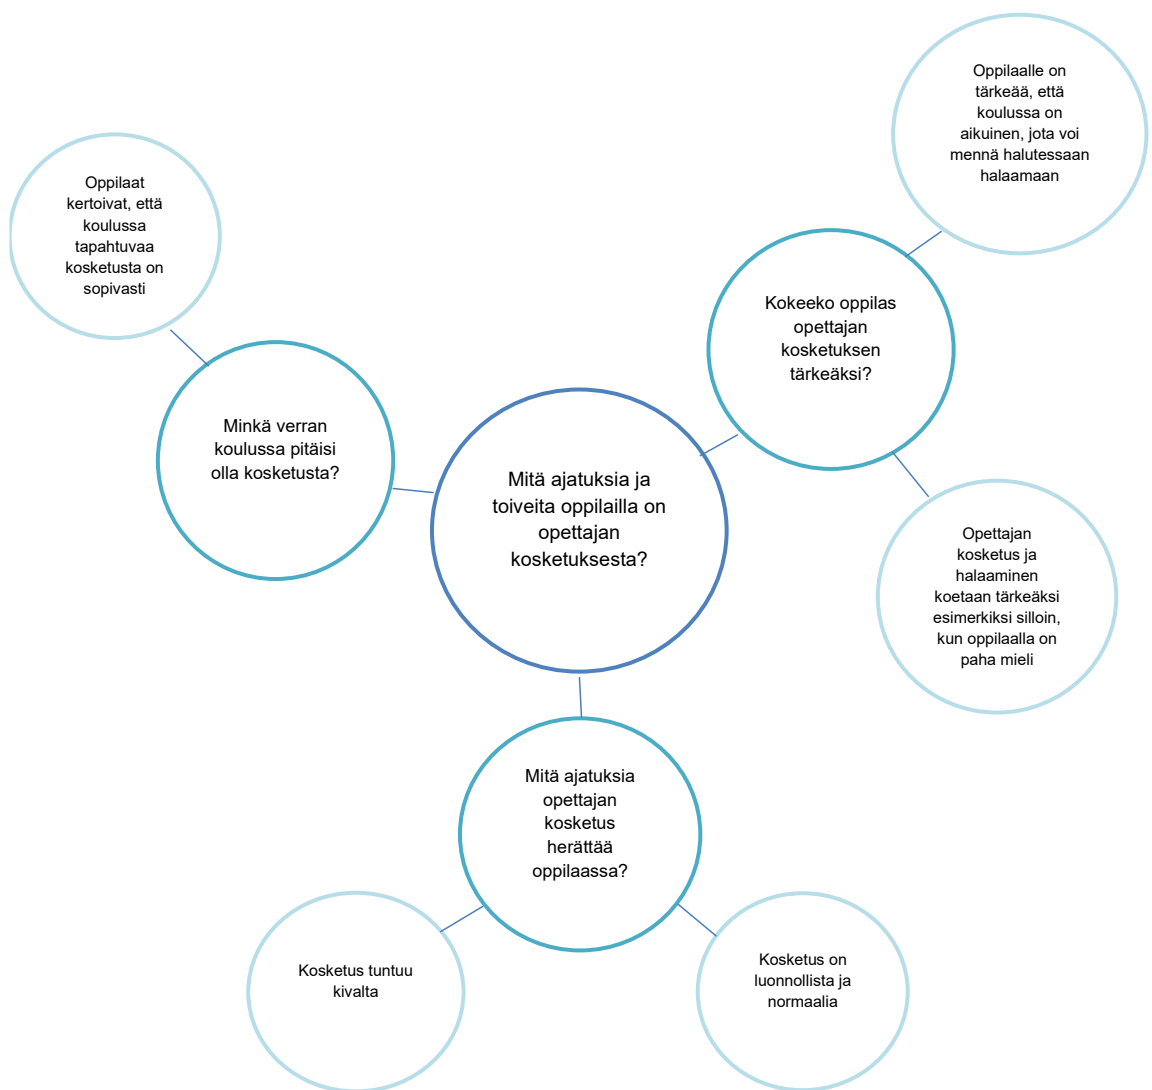 Oppilaalle on
tärkeää, että
koulussa on
aikuinen, jota voi
mennä halutessaan
halaamaan
Oppilaat
kertoivat, että
koulussa
tapahtuvaa
kosketusta on
sopivasti
Kokeeko oppilas
opettajan
kosketuksen
tärkeäksi?
Minkä verran
koulussa pitäisi
olla kosketusta?
Mitä ajatuksia ja
toiveita oppilailla on
opettajan
kosketuksesta?
Opettajan
kosketus ja
halaaminen
koetaan tärkeäksi
esimerkiksi silloin,
kun oppilaalla on
paha mieli
Mitä ajatuksia
opettajan
kosketus
herättää
oppilaassa?
Kosketus tuntuu
kivalta
Kosketus on
luonnollista ja
normaalia